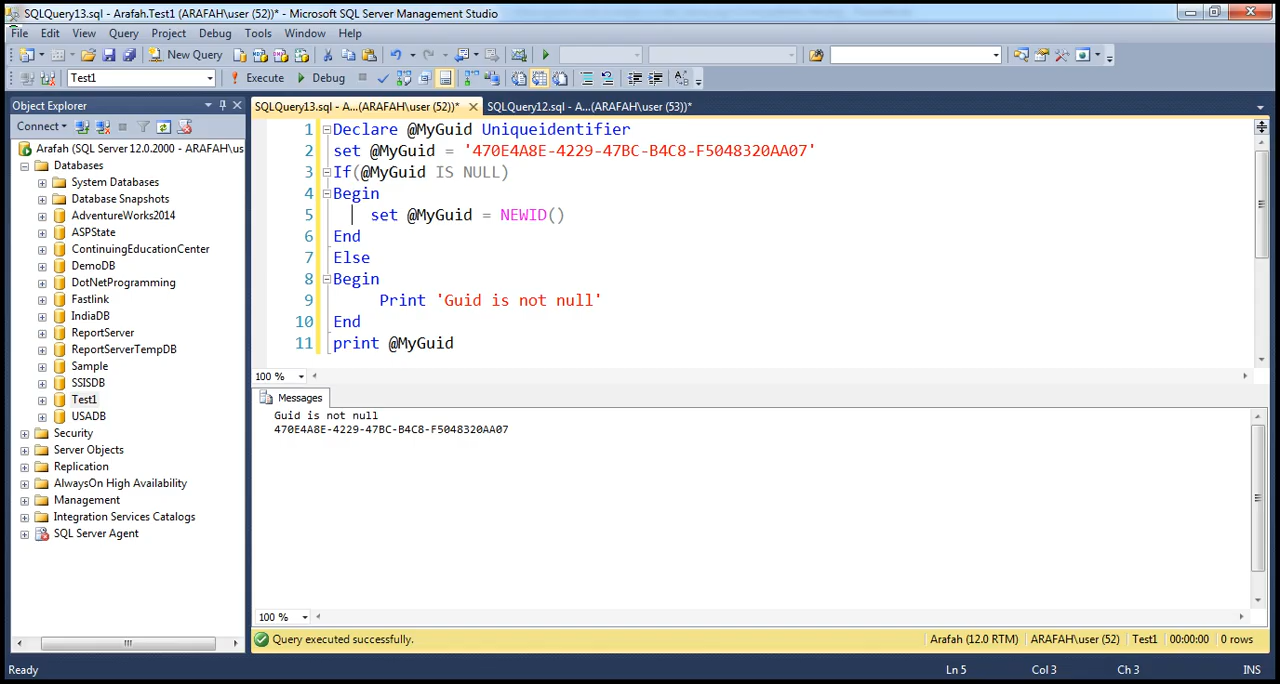 SQLQuery13.sql - Arafah.Test1 (ARAFAH\user (52))* - Microsoft SQL Server Management Studio
File Edit View Query Project Debug Tools Window Help
New Query
Test1 Execute Debug
Object Explorer
SQLQuery13.sql - A...(ARAFAH\user (52))* SQLQuery12.sql - A...(ARAFAH\user (53))*
Connect
Arafah (SQL Server 12.0.2000 - ARAFAH\us
Databases
System Databases
Database Snapshots
AdventureWorks2014
ASPState
ContinuingEducationCenter
DemoDB
DotNetProgramming
Fastlink
IndiaDB
ReportServer
ReportServerTempDB
Sample
SSISDB
Test1
USADB
Security
Server Objects
Replication
AlwaysOn High Availability
Management
Integration Services Catalogs
SQL Server Agent
1 Declare @MyGuid Uniqueidentifier
2 set @MyGuid = '470E4A8E-4229-47BC-B4C8-F5048320AA07'
3 If(@MyGuid IS NULL)
4 Begin
5 set @MyGuid = NEWID()
6 End
7 Else
8 Begin
9 Print 'Guid is not null'
10 End
11 print @MyGuid
100 %
Messages
Guid is not null
470E4A8E-4229-47BC-B4C8-F5048320AA07
100 %
Query executed successfully. Arafah (12.0 RTM) ARAFAH\user (52) Test1 00:00:00 0 rows
Ready Ln 5 Col 3 Ch 3 INS